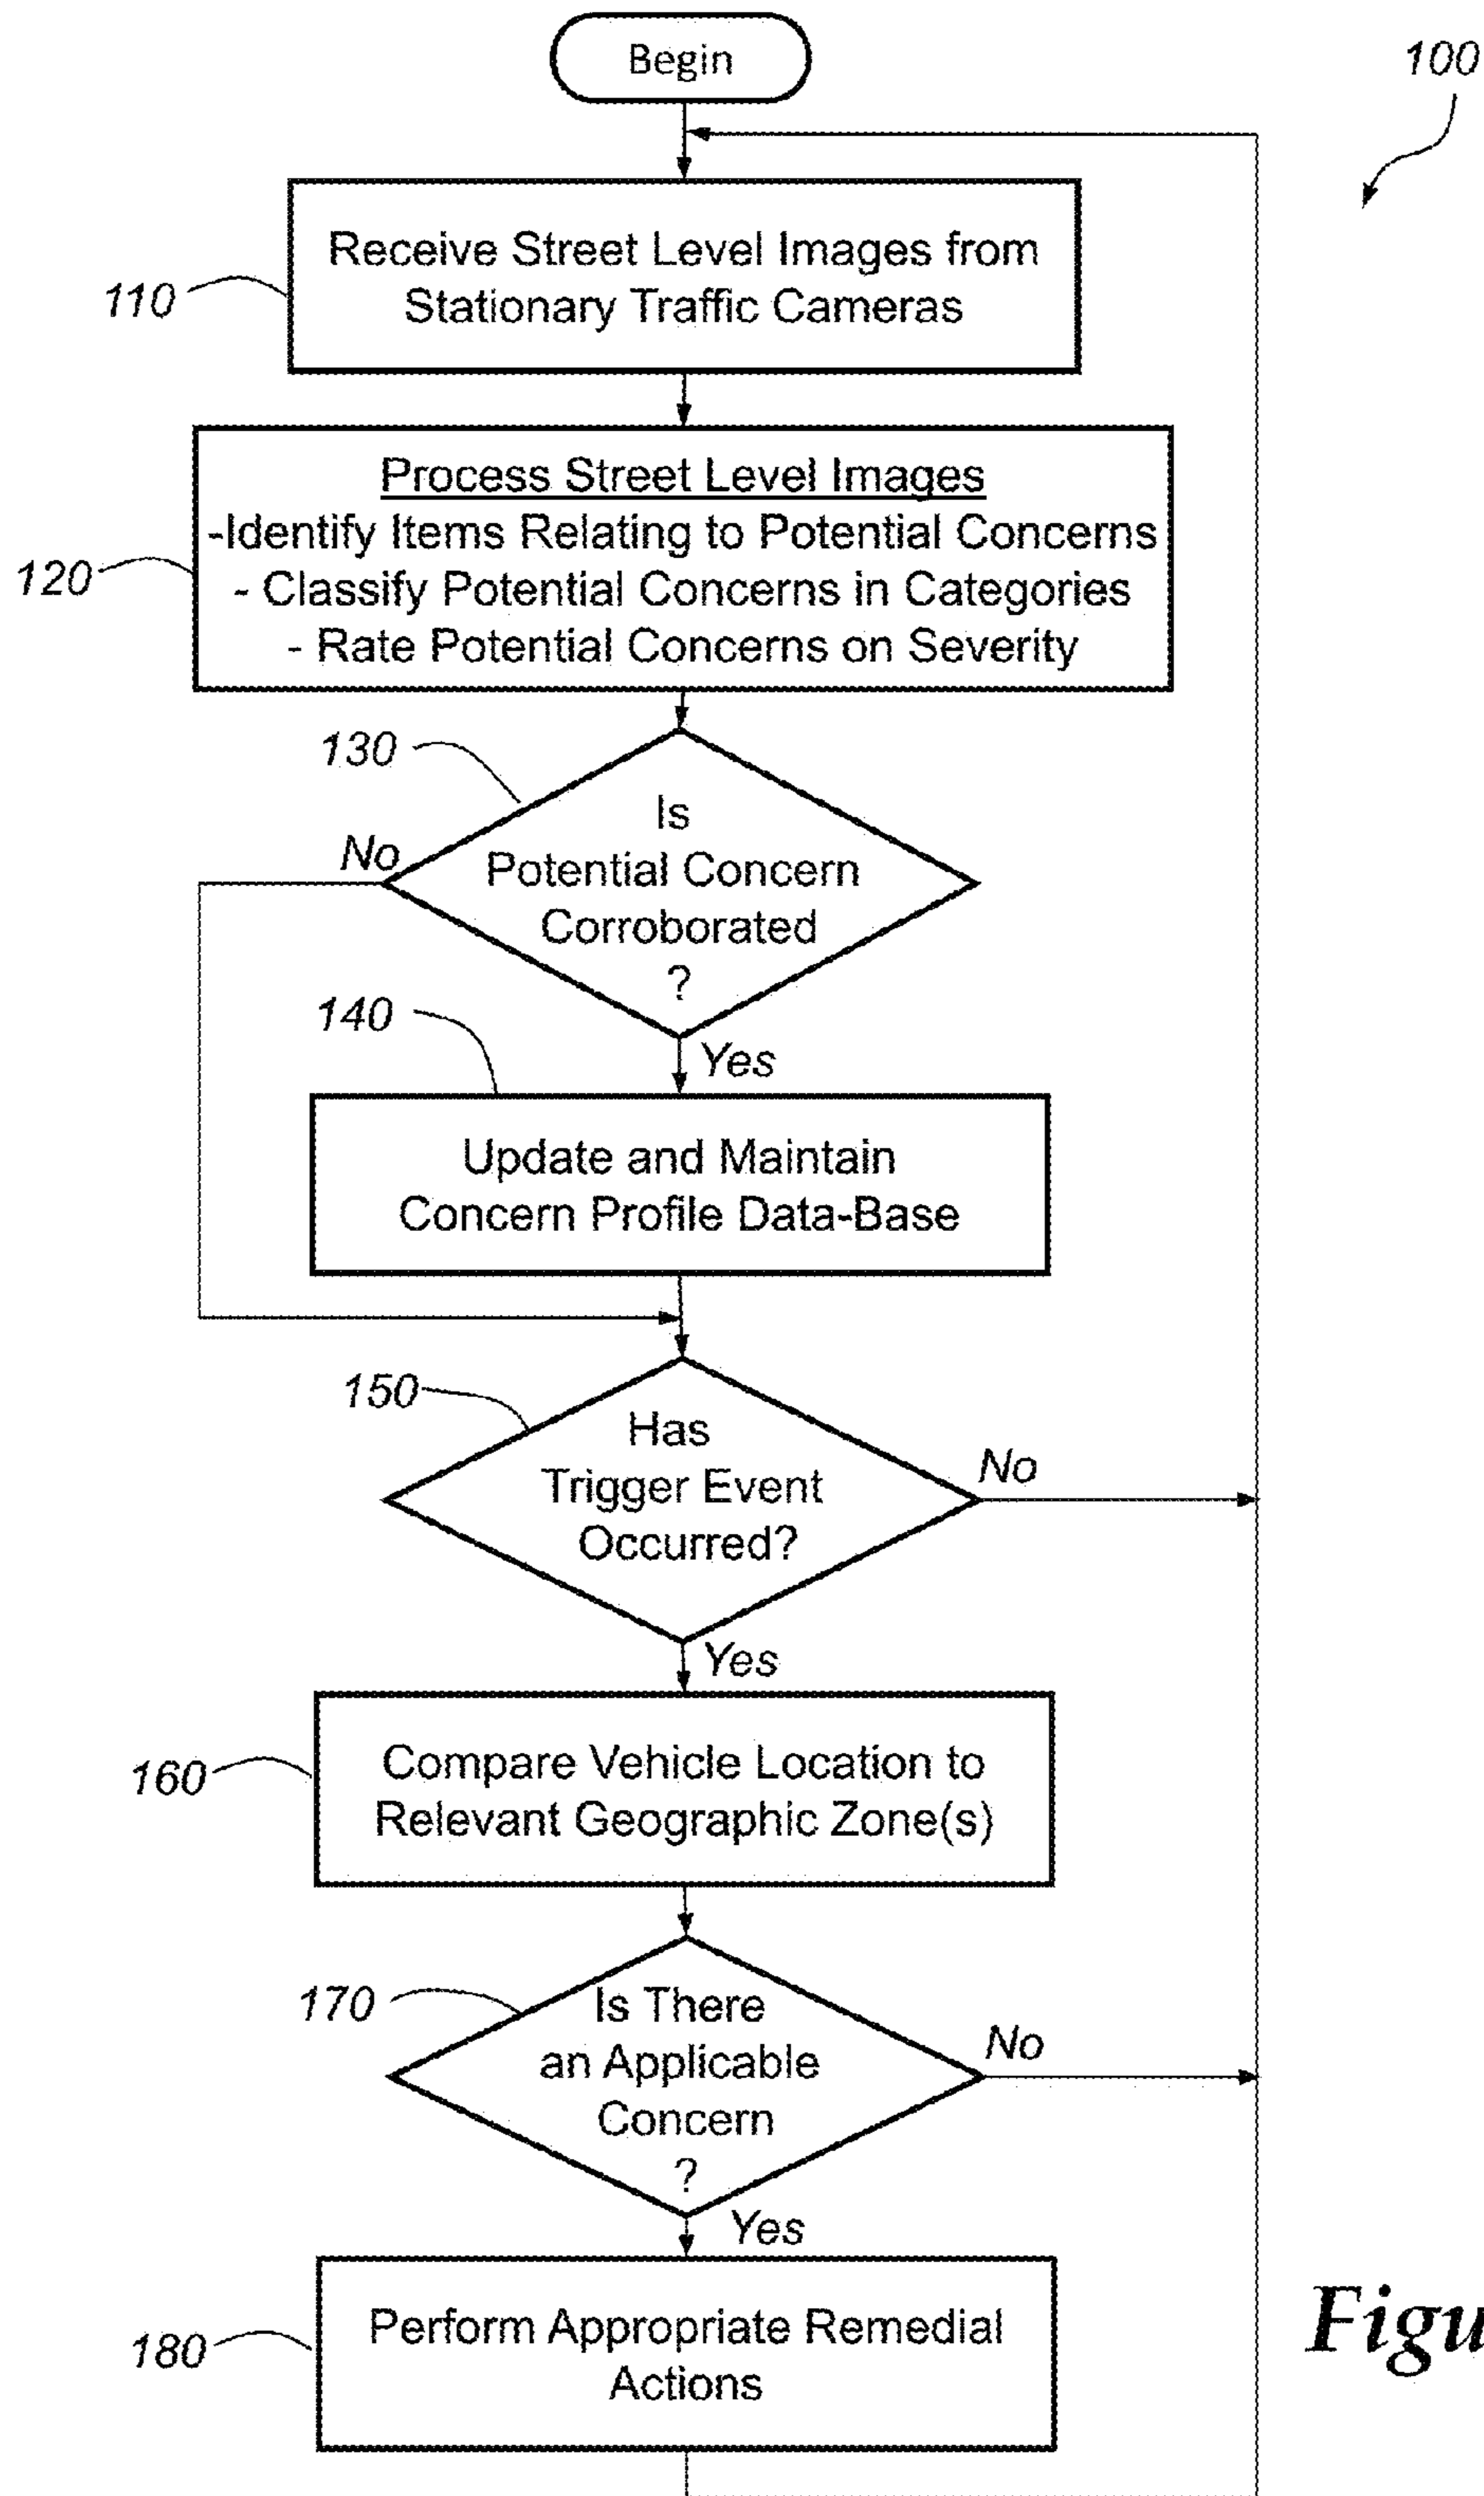 Begin
100
Receive Street Level Images from
Stationary Traffic Cameras
110
Process Street Level Images
-Identify Items Relating to Potential Concerns
- Classify Potential Concerns in Categories
- Rate Potential Concerns on Severity
120
130
Is
Potential Concern
Corroborated
?
No
Yes
140
Update and Maintain
Concern Profile Data-Base
150
Has
Trigger Event
Occurred?
No
Yes
160
Compare Vehicle Location to
Relevant Geographic Zone(s)
170
Is There
an Applicable
Concern
?
No
Yes
180
Perform Appropriate Remedial
Actions
Figu